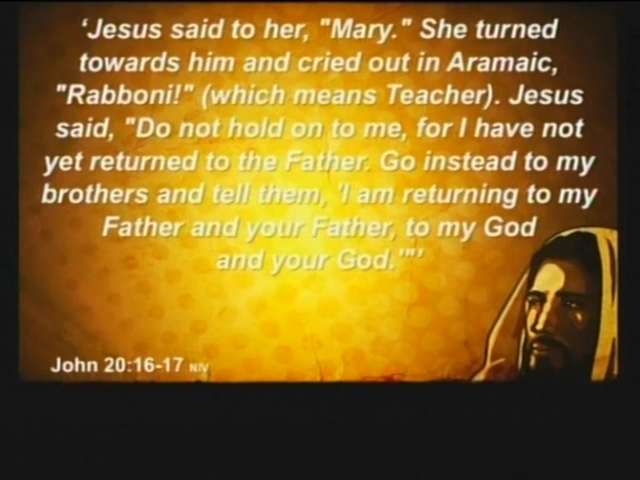 ‘Jesus said to her, "Mary." She turned
towards him and cried out in Aramaic,
"Rabboni!" (which means Teacher). Jesus
said, "Do not hold on to me, for I have not
yet returned to the Father. Go instead to my
brothers and tell them, 'I am returning to my
Father and your Father, to my God
and your God.'"’
John 20:16-17 NIV